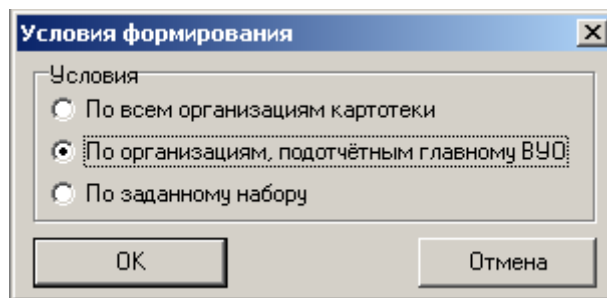 Условия формирования
Условия
По всем организациям картотеки
По организациям, подотчётным главному ВУО
По заданному набору
OK
Отмена